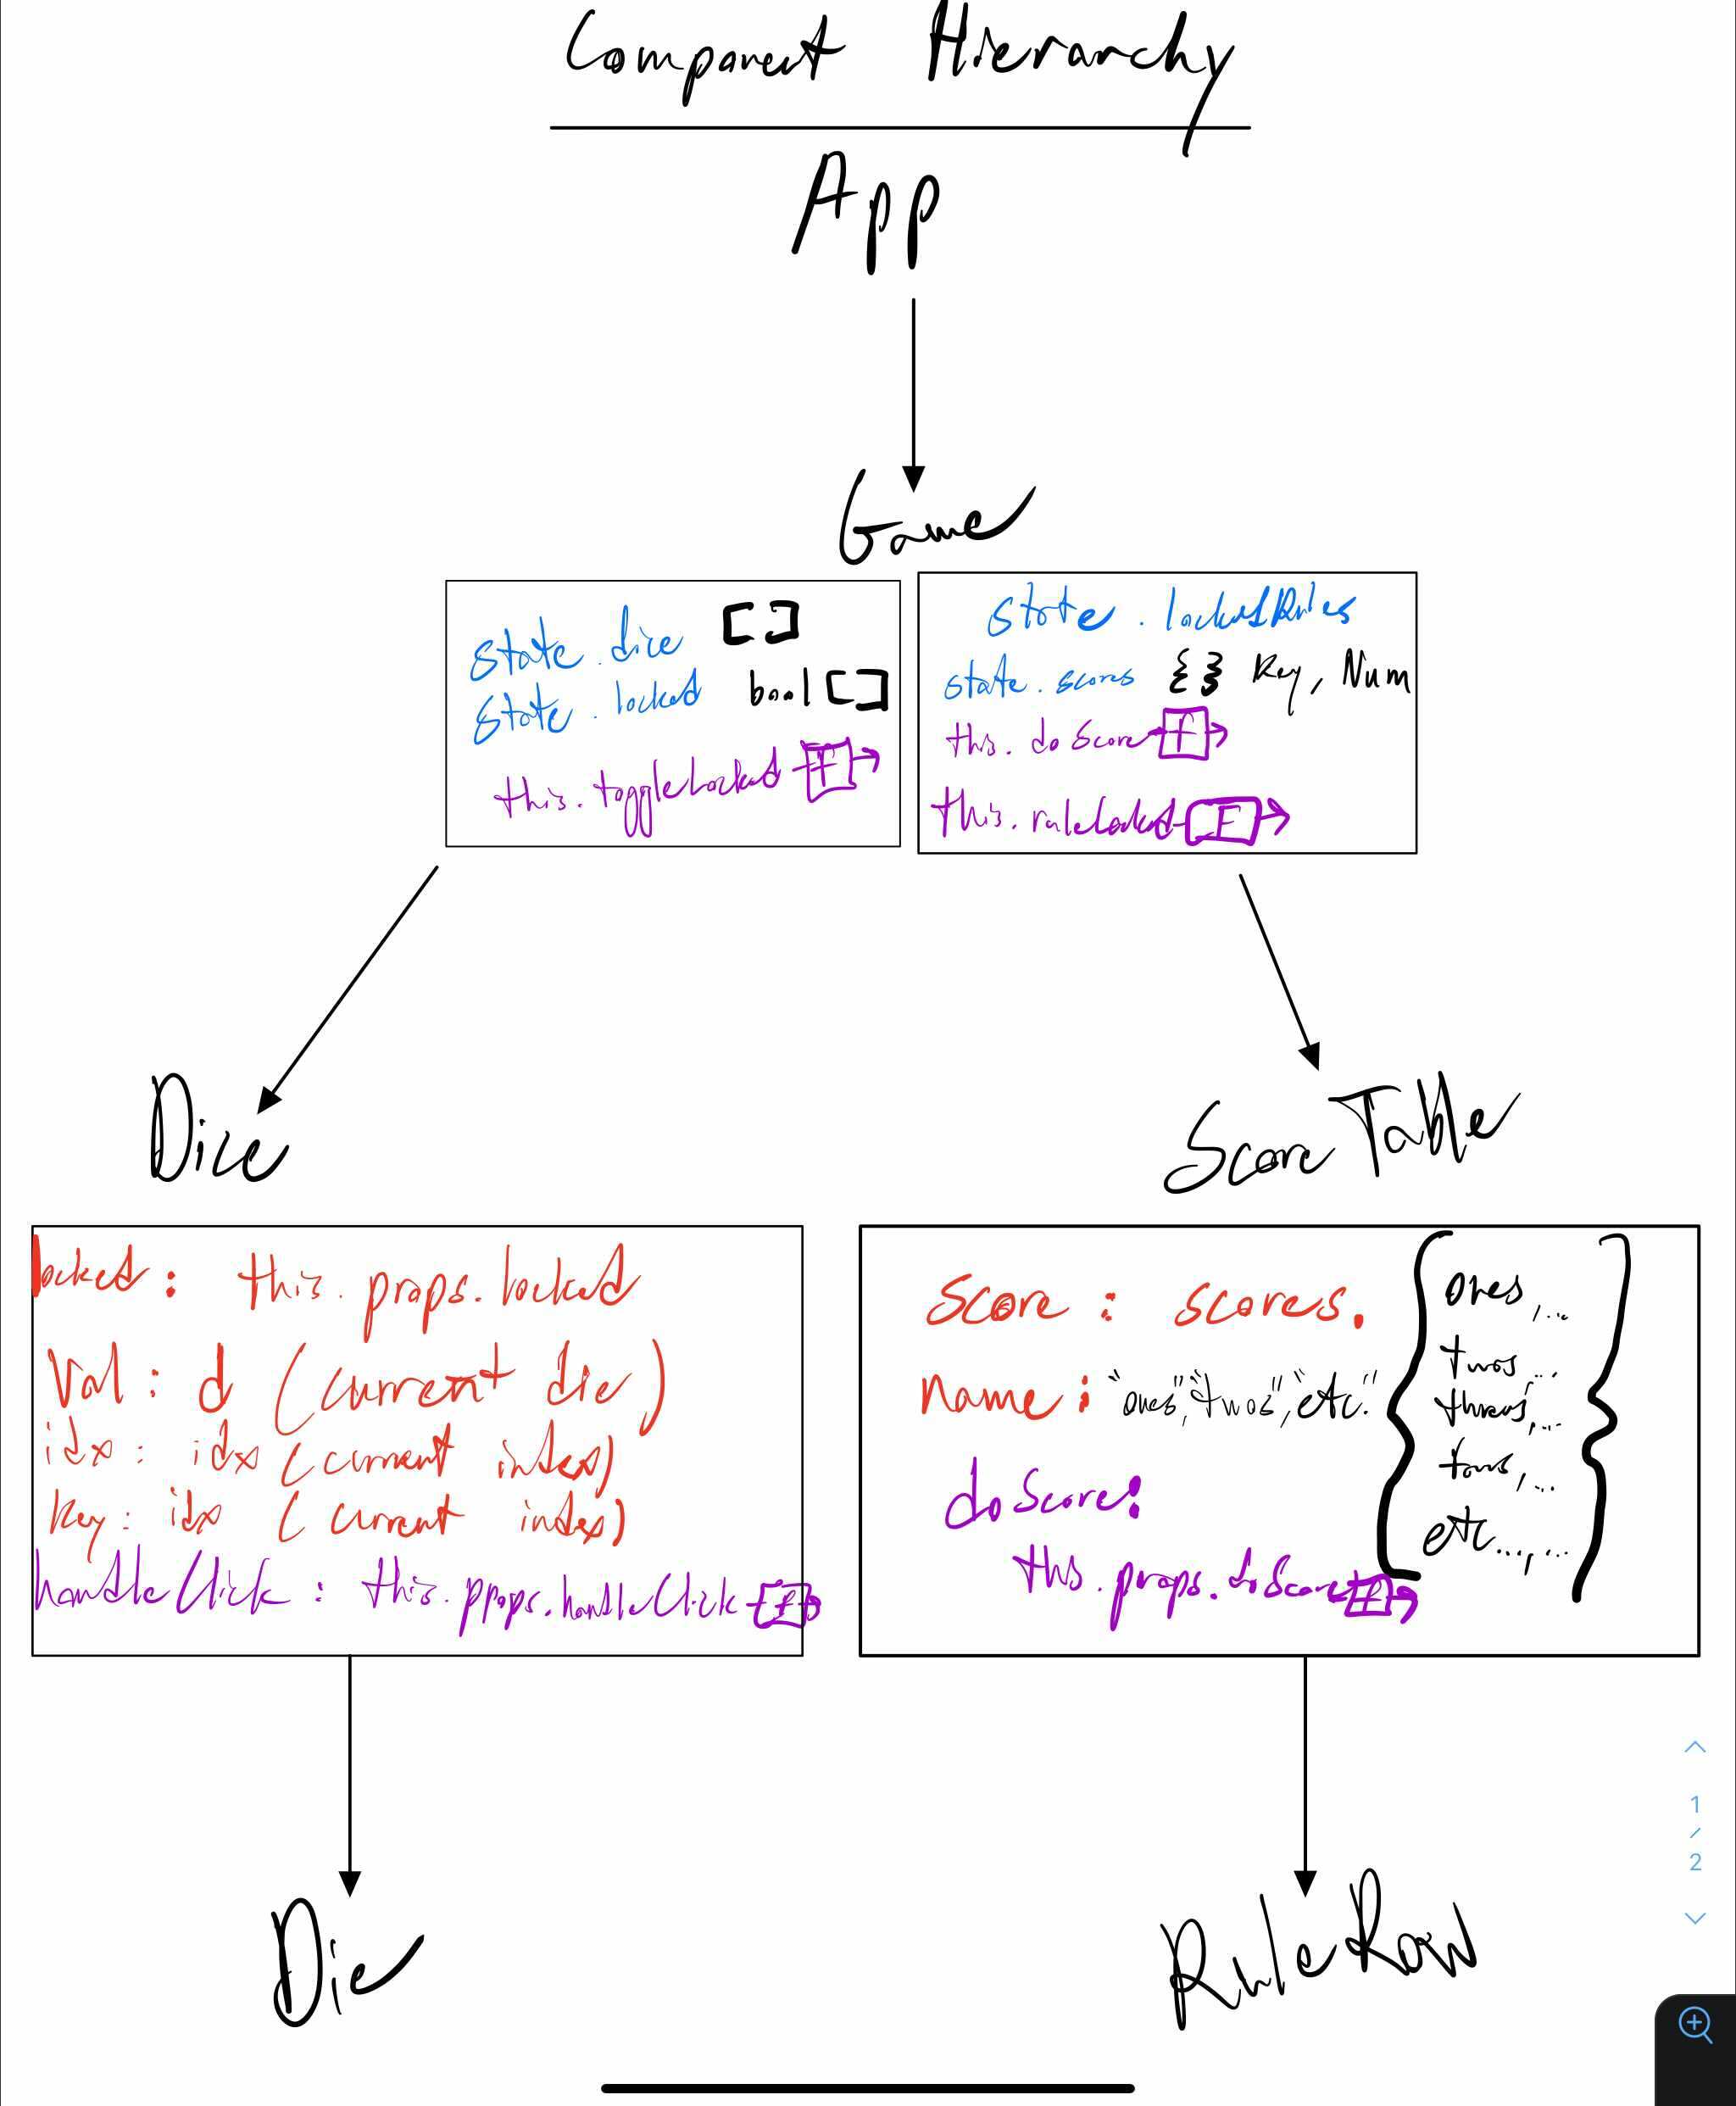 Component Hierarchy
App
Game
state.dice []
state.locked bool []
this.toggleLocked F
state.lockedRules
state.scores {} Key, Num
this.doScore F
this.ruleLocked F
Dice
Score Table
locked: this.props.locked
Val: d (current die)
idx: idx (current index)
key: idx (current index)
handleClick: this.props.handleClick F
score: scores.
name: "ones", "twos", "etc."
doScore:
this.props.doScore F
{ ones,...
twos...
threes,...
fours,...
etc...,... }
Die
RuleRow
1
/
2